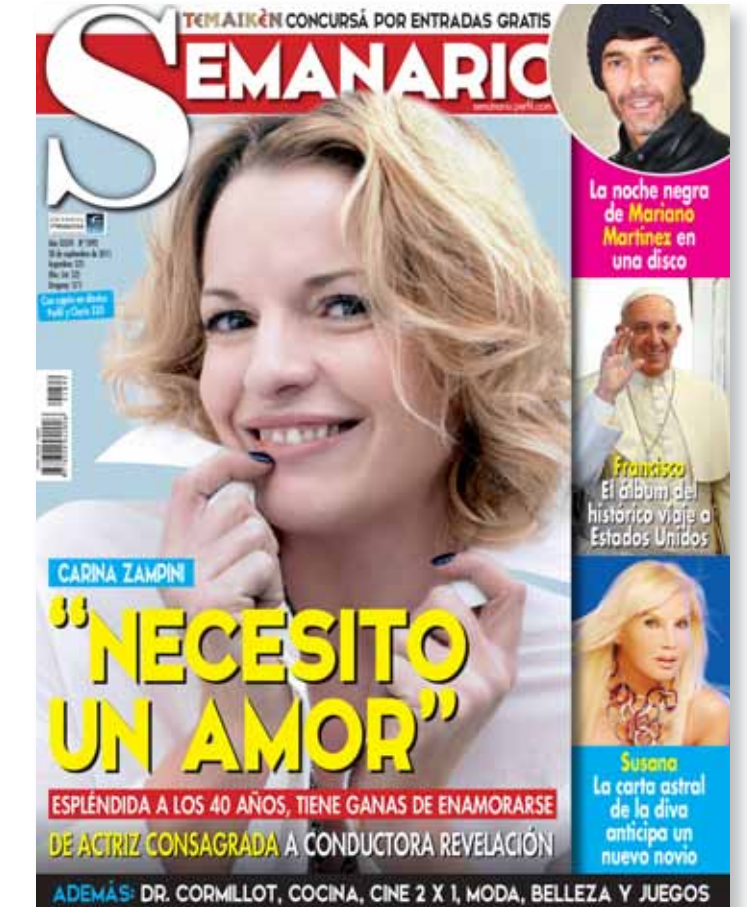 TEMAIKÈN CONCURSÁ POR ENTRADAS GRATIS
SEMANARIO
semanario.perfil.com
La noche negra
de Mariano
Martínez en
una disco
Francisco
El álbum del
histórico viaje a
Estados Unidos
CARINA ZAMPINI
“NECESITO
UN AMOR”
ESPLÉNDIDA A LOS 40 AÑOS, TIENE GANAS DE ENAMORARSE
DE ACTRIZ CONSAGRADA A CONDUCTORA REVELACIÓN
Susana
La carta astral
de la diva
anticipa un
nuevo novio
ADEMÁS: DR. CORMILLOT, COCINA, CINE 2 X 1, MODA, BELLEZA Y JUEGOS